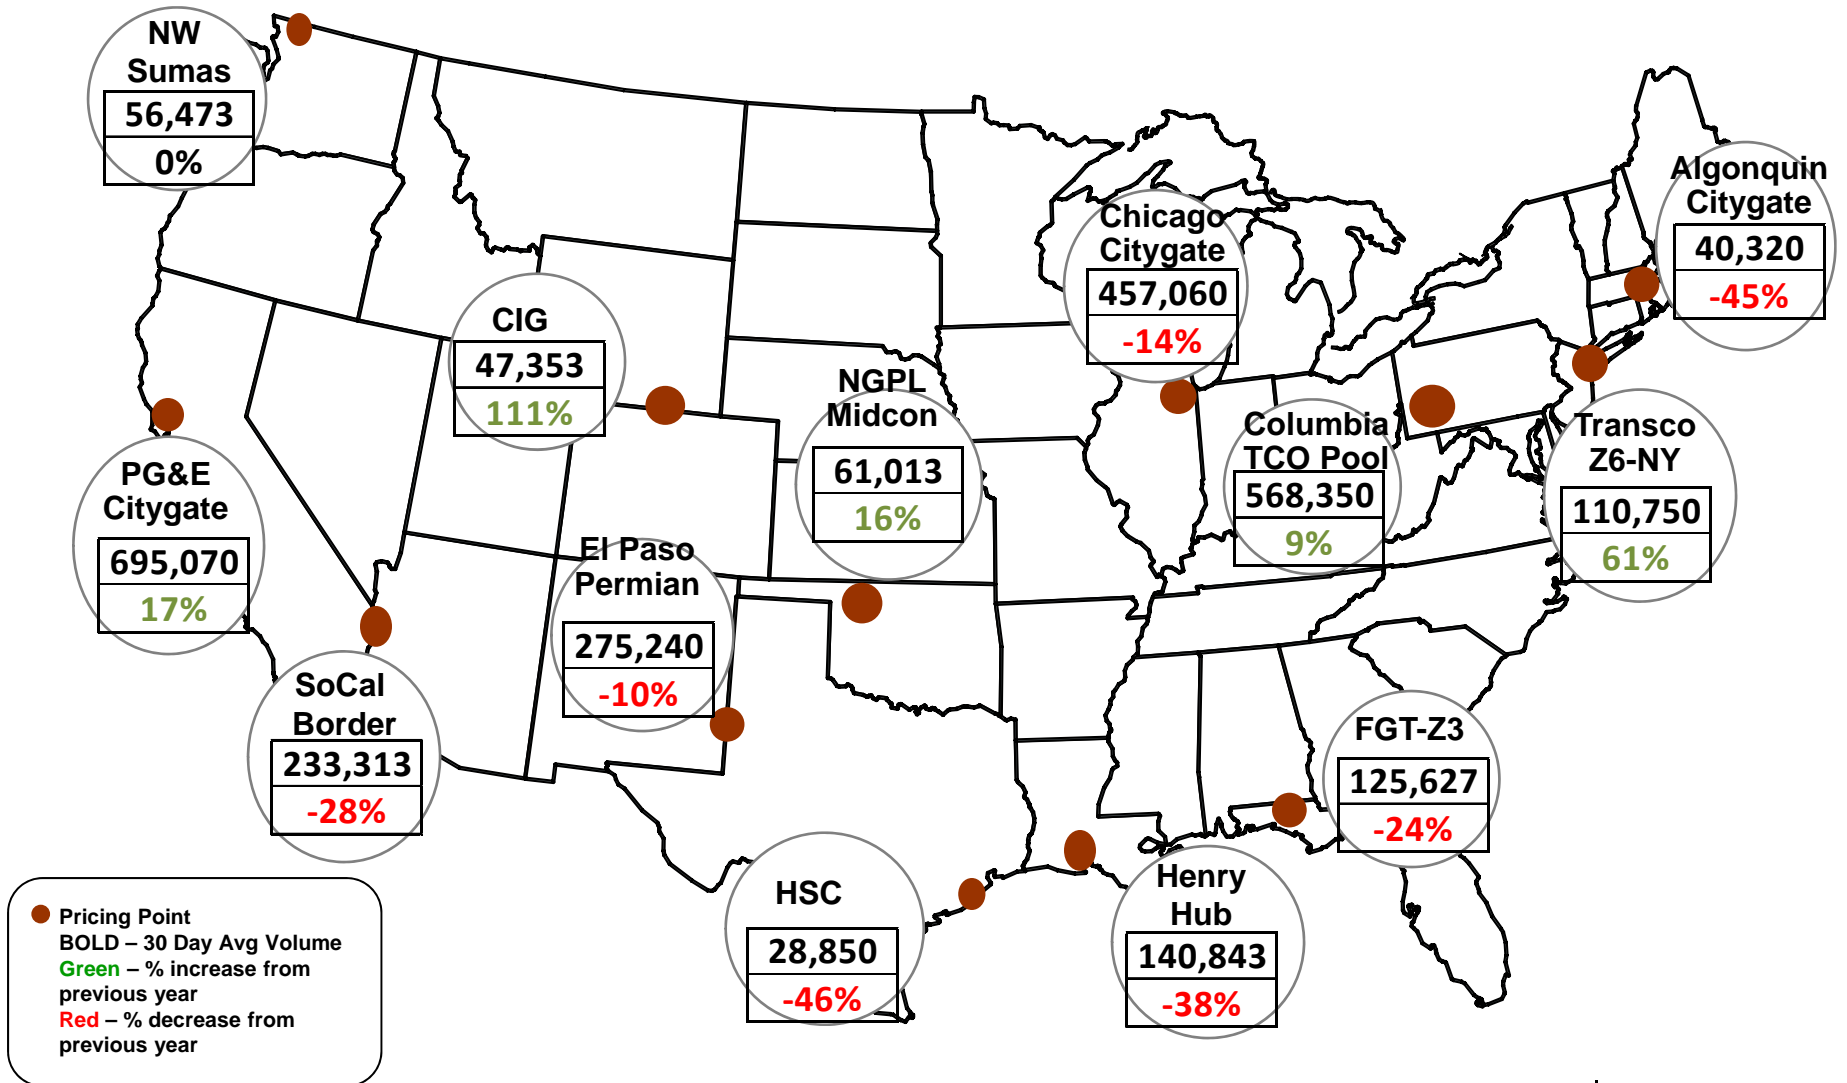 NW
Sumas
56,473
0%
Algonquin
Citygate
40,320
-45%
Chicago
Citygate
457,060
-14%
CIG
47,353
111%
NGPL
Midcon
61,013
16%
Columbia
TCO Pool
568,350
9%
Transco
Z6-NY
110,750
61%
PG&E
Citygate
695,070
17%
El Paso
Permian
275,240
-10%
SoCal
Border
233,313
-28%
FGT-Z3
125,627
-24%
HSC
28,850
-46%
Henry
Hub
140,843
-38%
Pricing Point
BOLD – 30 Day Avg Volume
Green – % increase from
previous year
Red – % decrease from
previous year